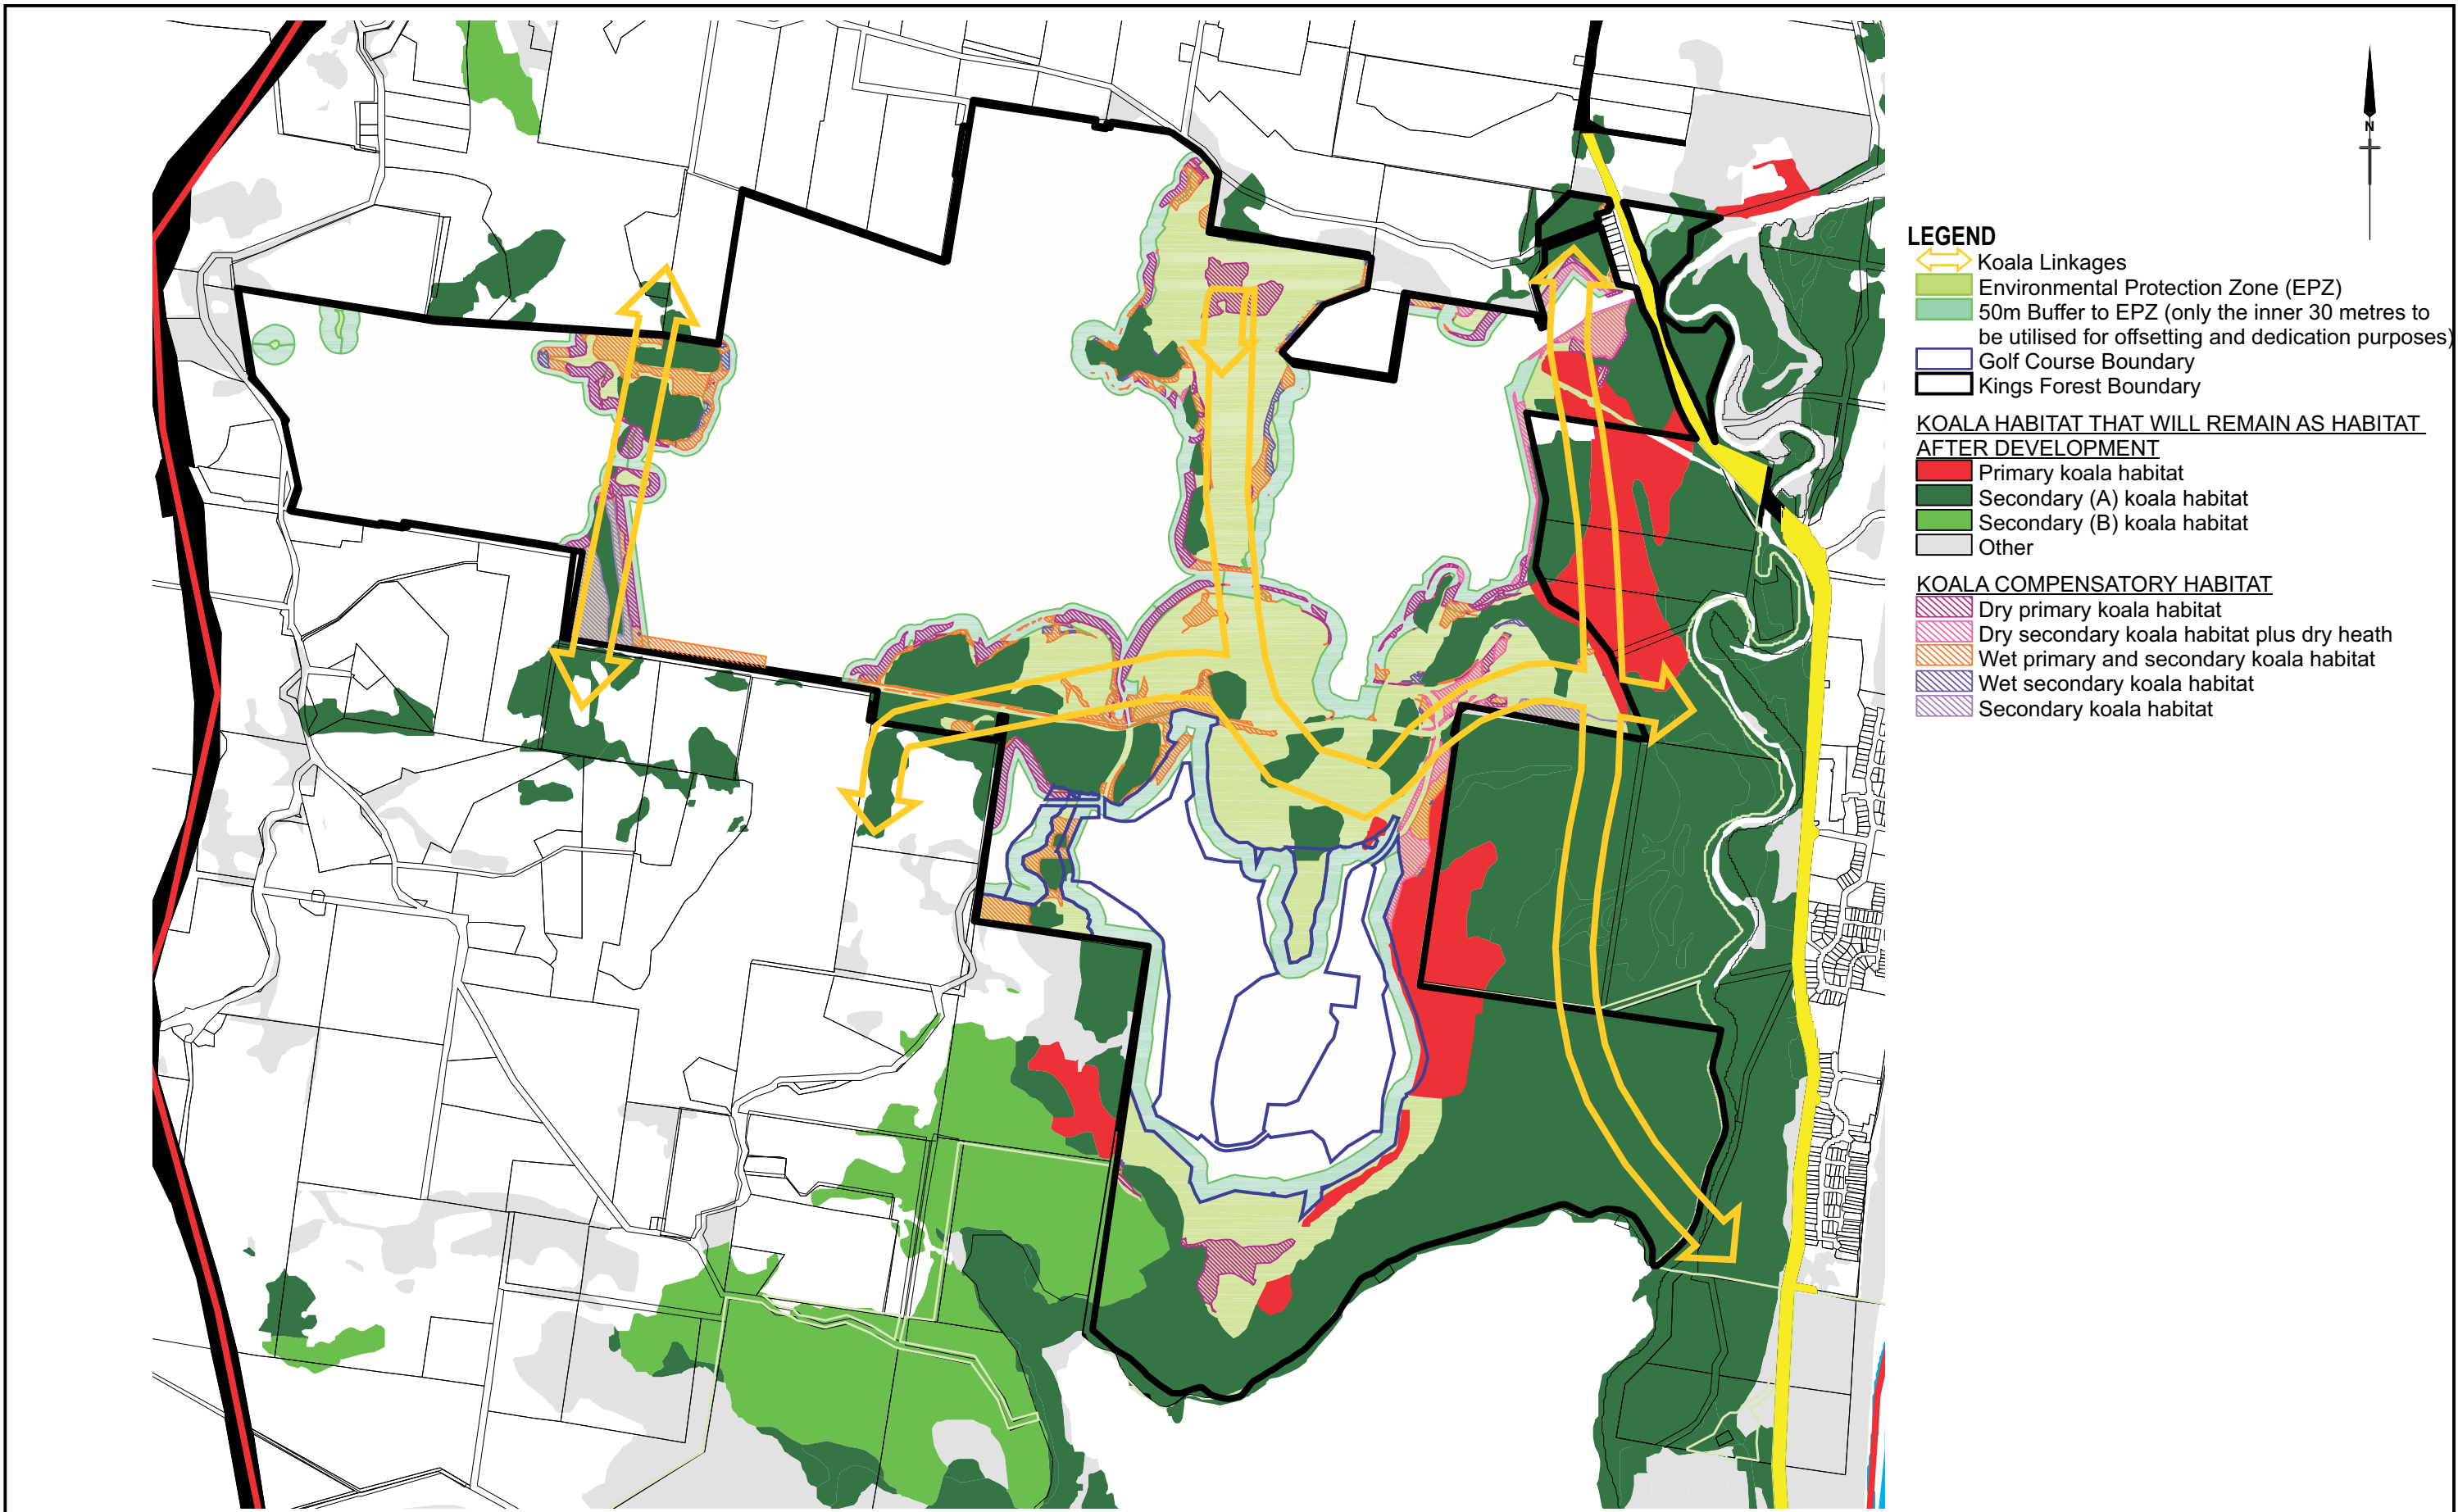 N
LEGEND
Koala Linkages
Environmental Protection Zone (EPZ)
50m Buffer to EPZ (only the inner 30 metres to
be utilised for offsetting and dedication purposes)
Golf Course Boundary
Kings Forest Boundary
KOALA HABITAT THAT WILL REMAIN AS HABITAT
AFTER DEVELOPMENT
Primary koala habitat
Secondary (A) koala habitat
Secondary (B) koala habitat
Other
KOALA COMPENSATORY HABITAT
Dry primary koala habitat
Dry secondary koala habitat plus dry heath
Wet primary and secondary koala habitat
Wet secondary koala habitat
Secondary koala habitat